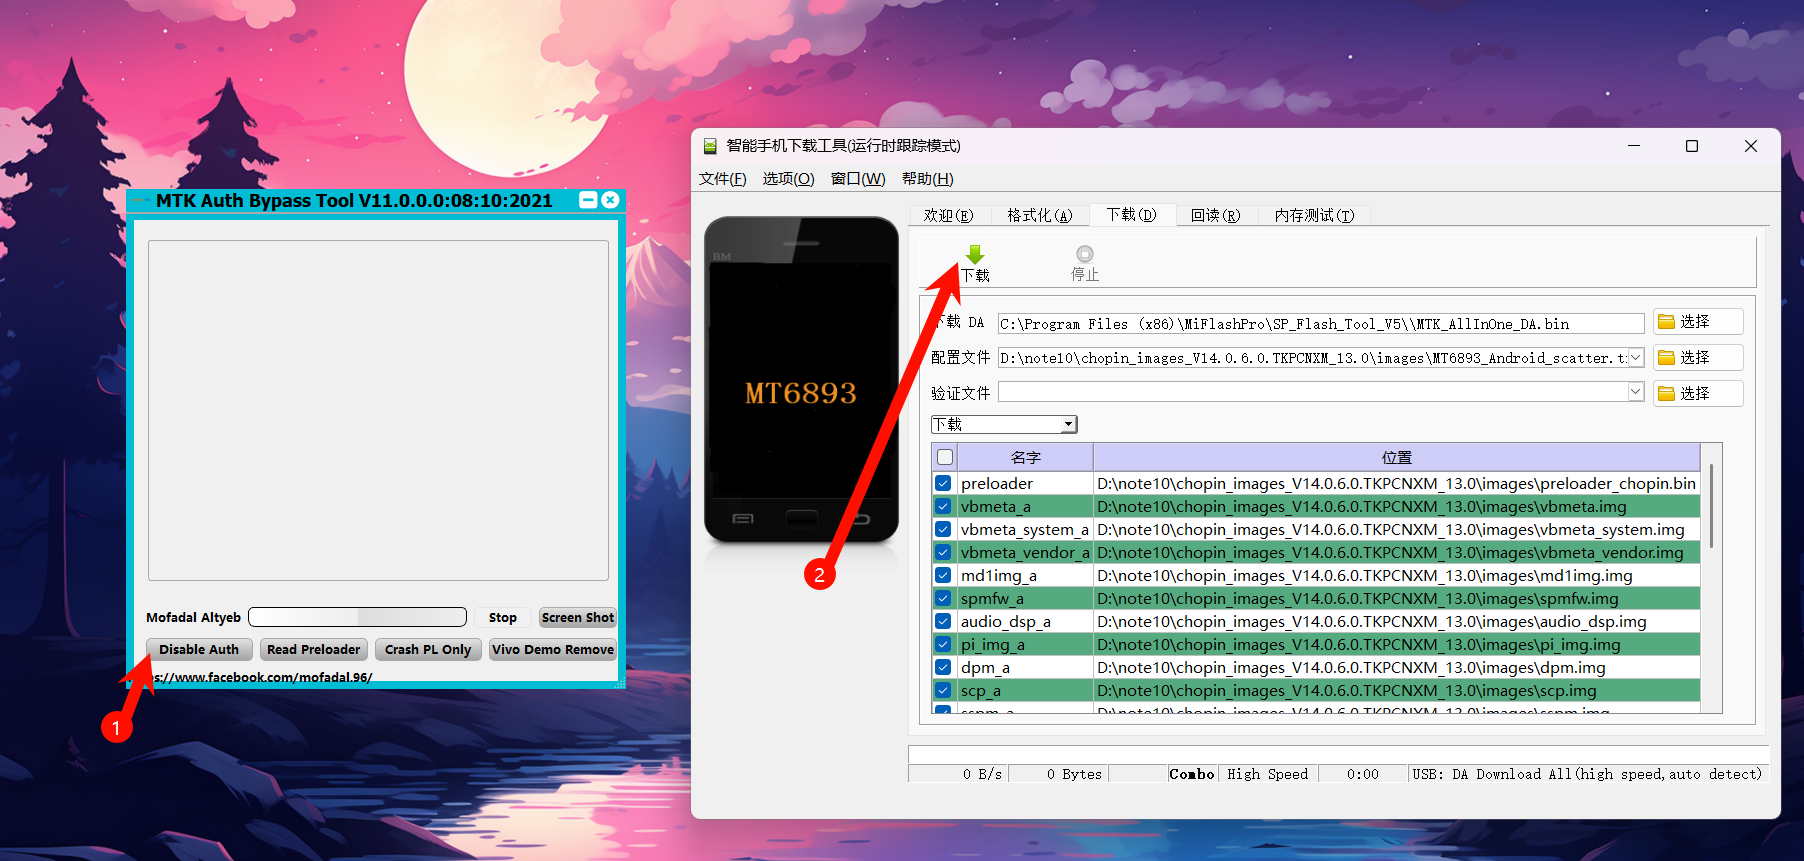 MTK Auth Bypass Tool V11.0.0.0:08:10:2021
Mofadal Altyeb
Stop
Screen Shot
Disable Auth
Read Preloader
Crash PL Only
Vivo Demo Remove
s://www.facebook.com/mofadal.96/
1
智能手机下载工具(运行时跟踪模式)
文件(F) 选项(O) 窗口(W) 帮助(H)
BM
MT6893
欢迎(E) 格式化(A) 下载(D) 回读(R) 内存测试(T)
下载 停止
下载 DA C:\Program Files (x86)\MiFlashPro\SP_Flash_Tool_V5\\MTK_AllInOne_DA.bin 选择
配置文件 D:\note10\chopin_images_V14.0.6.0.TKPCNXM_13.0\images\MT6893_Android_scatter.t 选择
验证文件 选择
下载
名字 位置
preloader D:\note10\chopin_images_V14.0.6.0.TKPCNXM_13.0\images\preloader_chopin.bin
vbmeta_a D:\note10\chopin_images_V14.0.6.0.TKPCNXM_13.0\images\vbmeta.img
vbmeta_system_a D:\note10\chopin_images_V14.0.6.0.TKPCNXM_13.0\images\vbmeta_system.img
vbmeta_vendor_a D:\note10\chopin_images_V14.0.6.0.TKPCNXM_13.0\images\vbmeta_vendor.img
md1img_a D:\note10\chopin_images_V14.0.6.0.TKPCNXM_13.0\images\md1img.img
spmfw_a D:\note10\chopin_images_V14.0.6.0.TKPCNXM_13.0\images\spmfw.img
audio_dsp_a D:\note10\chopin_images_V14.0.6.0.TKPCNXM_13.0\images\audio_dsp.img
pi_img_a D:\note10\chopin_images_V14.0.6.0.TKPCNXM_13.0\images\pi_img.img
dpm_a D:\note10\chopin_images_V14.0.6.0.TKPCNXM_13.0\images\dpm.img
scp_a D:\note10\chopin_images_V14.0.6.0.TKPCNXM_13.0\images\scp.img
sspm_a D:\note10\chopin_images_V14.0.6.0.TKPCNXM_13.0\images\sspm.img
2
0 B/s 0 Bytes Combo High Speed 0:00 USB: DA Download All(high speed,auto detect)